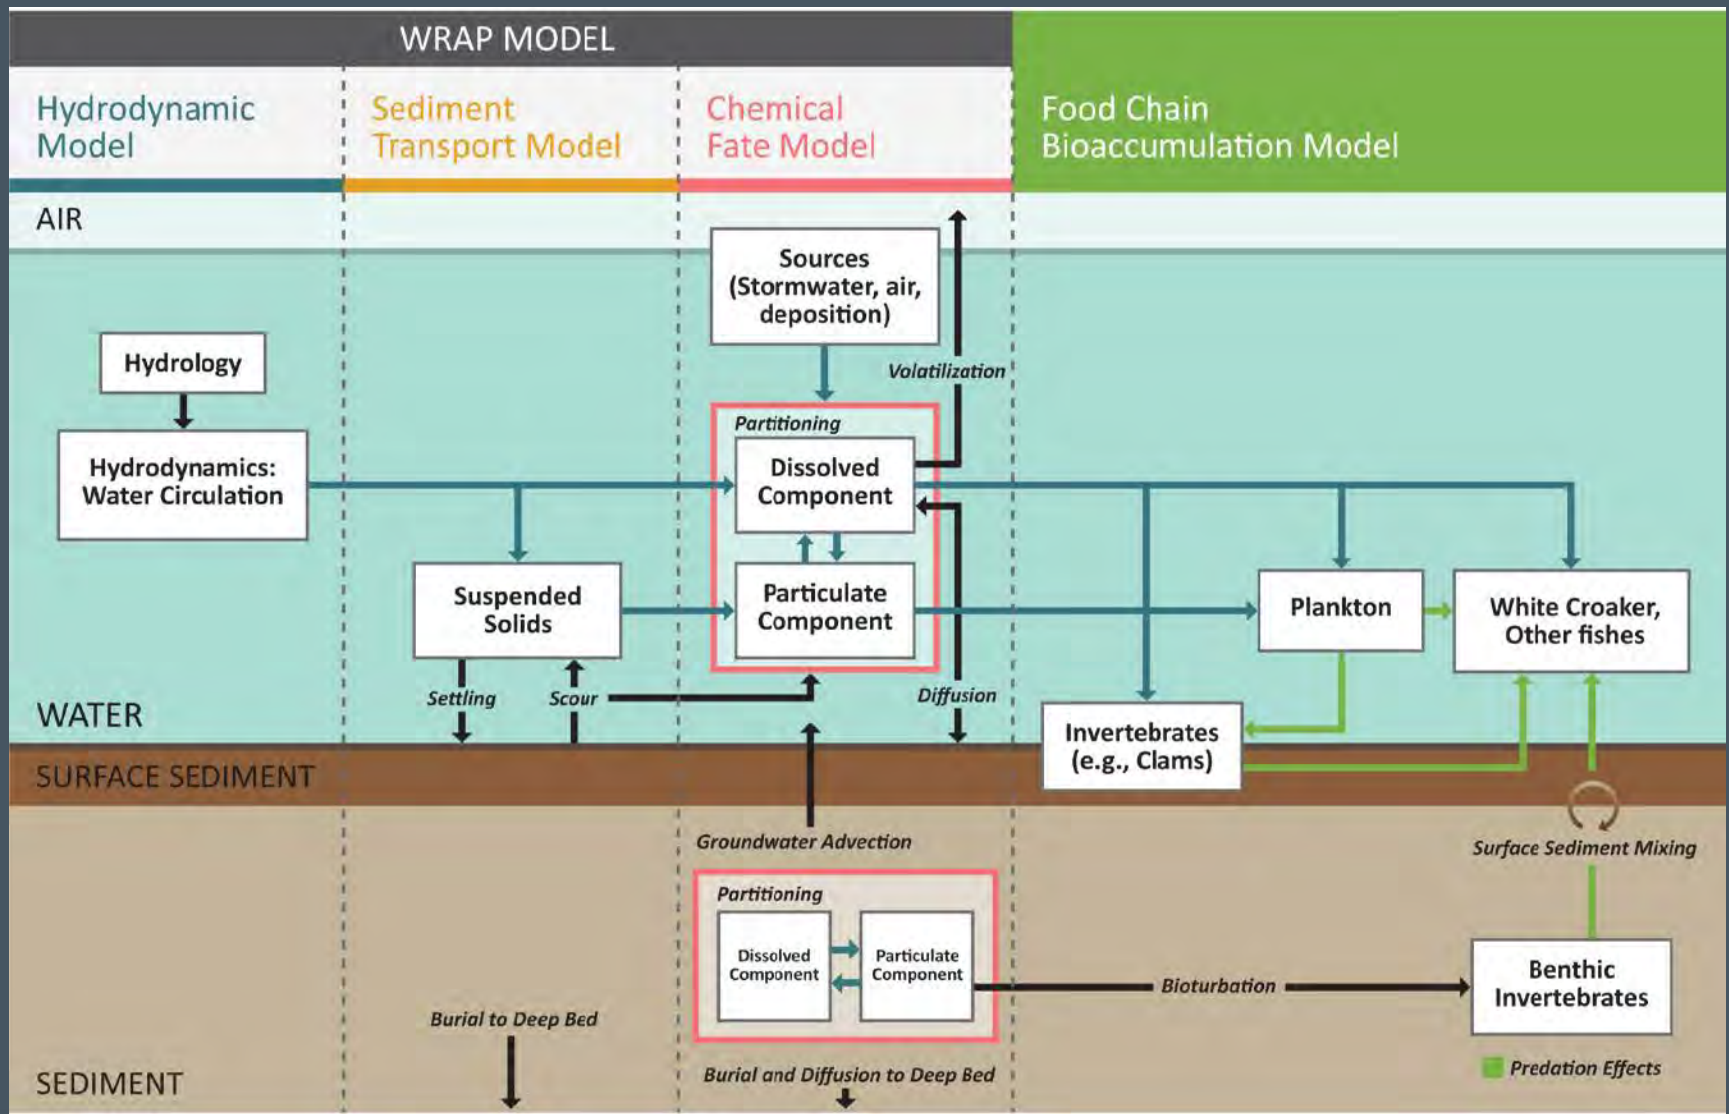 WRAP MODEL
Hydrodynamic
Model
Sediment
Transport Model
Chemical
Fate Model
Food Chain
Bioaccumulation Model
AIR
Sources
(Stormwater, air,
deposition)
Hydrology
Volatilization
Partitioning
Hydrodynamics:
Water Circulation
Dissolved
Component
Suspended
Solids
Particulate
Component
Plankton
White Croaker,
Other fishes
Settling
Scour
Diffusion
WATER
Invertebrates
(e.g., Clams)
SURFACE SEDIMENT
Groundwater Advection
Surface Sediment Mixing
Partitioning
Dissolved
Component
Particulate
Component
Bioturbation
Benthic
Invertebrates
Burial to Deep Bed
Predation Effects
Burial and Diffusion to Deep Bed
SEDIMENT